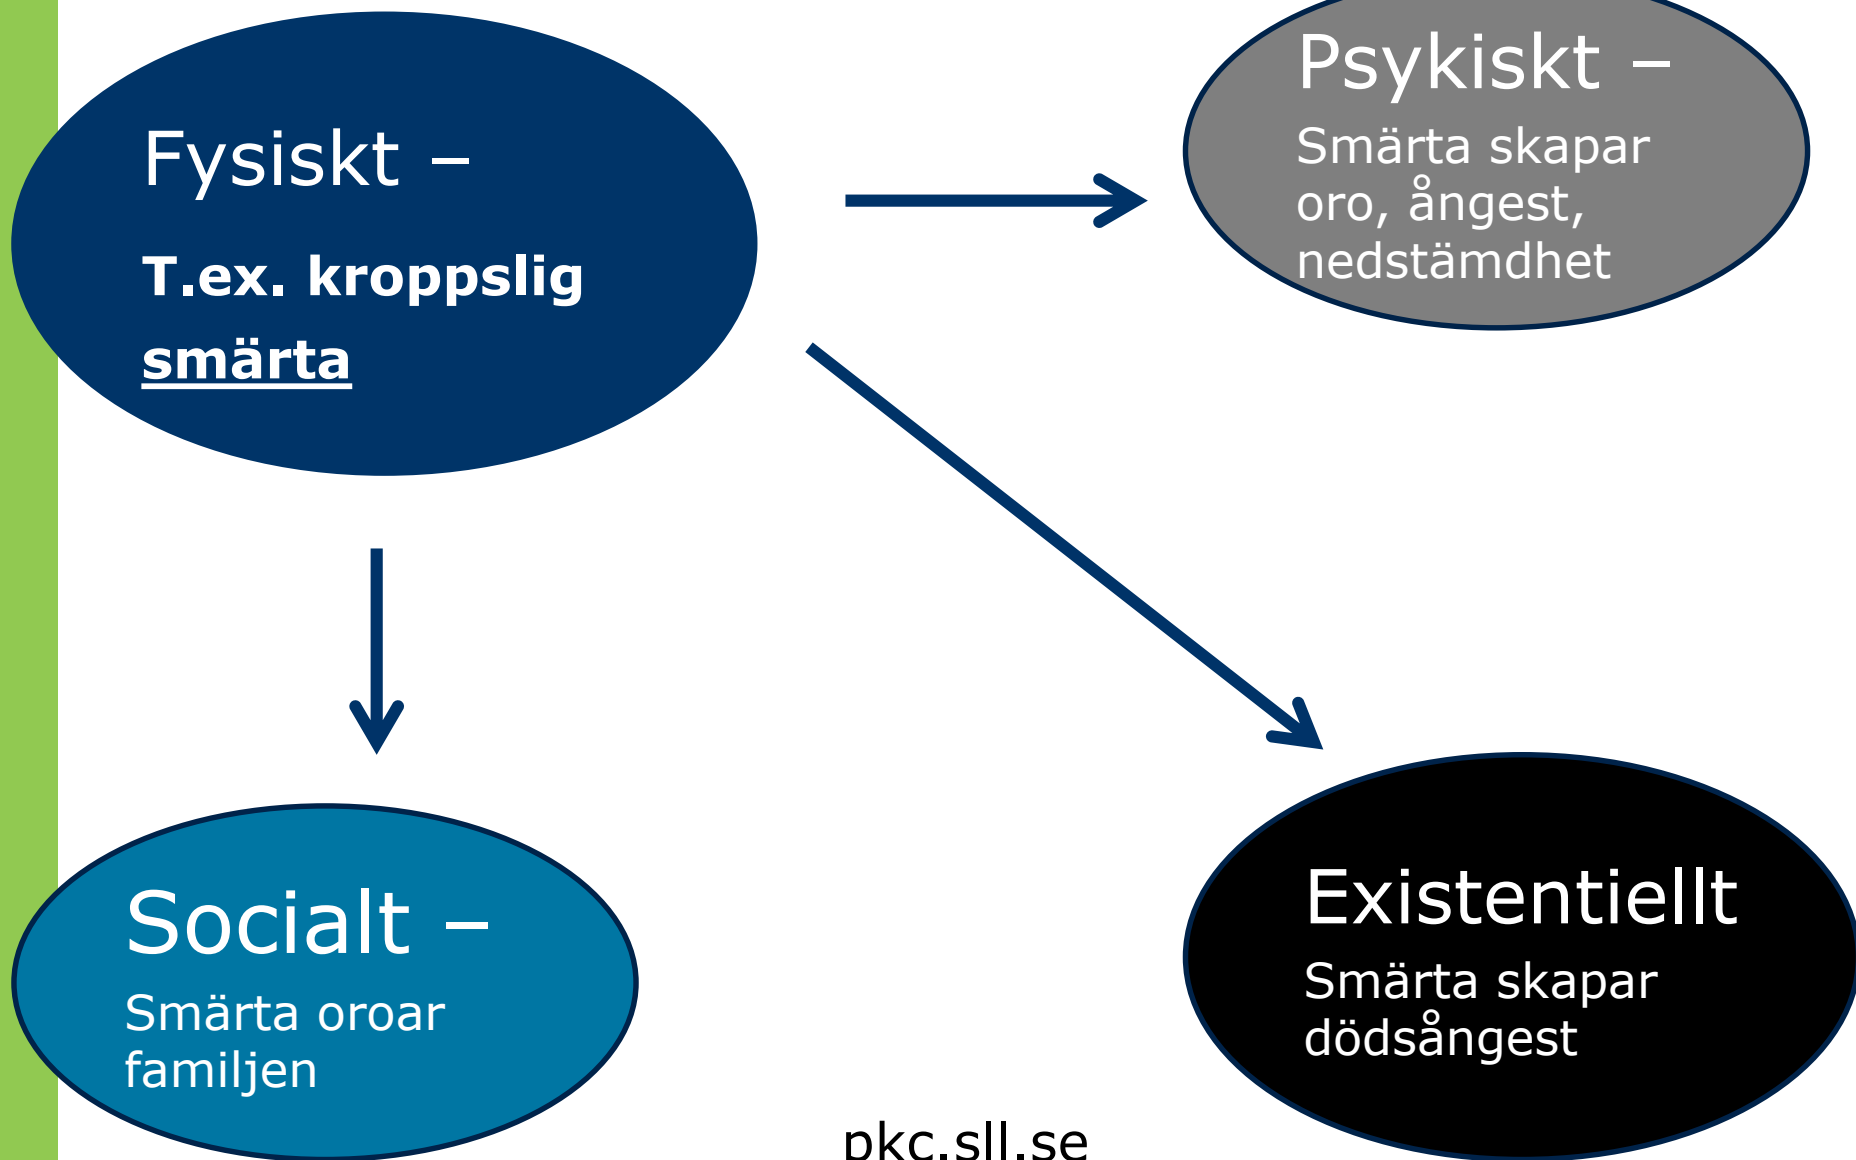 Fysiskt –
T.ex. kroppslig
smärta
Psykiskt –
Smärta skapar
oro, ångest,
nedstämdhet
Socialt –
Smärta oroar
familjen
Existentiellt
Smärta skapar
dödsångest
pkc.sll.se